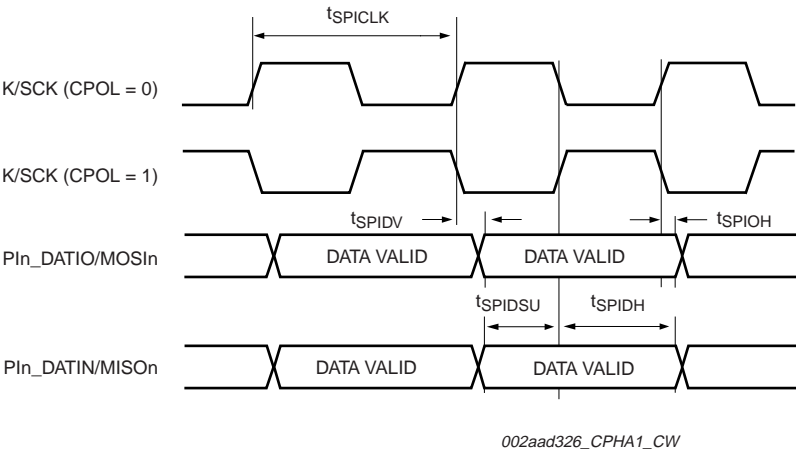 tSPICLK
K/SCK (CPOL = 0)
K/SCK (CPOL = 1)
tSPIDV
tSPIOH
PIn_DATIO/MOSIn
DATA VALID
DATA VALID
tSPIDSU
tSPIDH
PIn_DATIN/MISOn
DATA VALID
DATA VALID
002aad326_CPHA1_CW